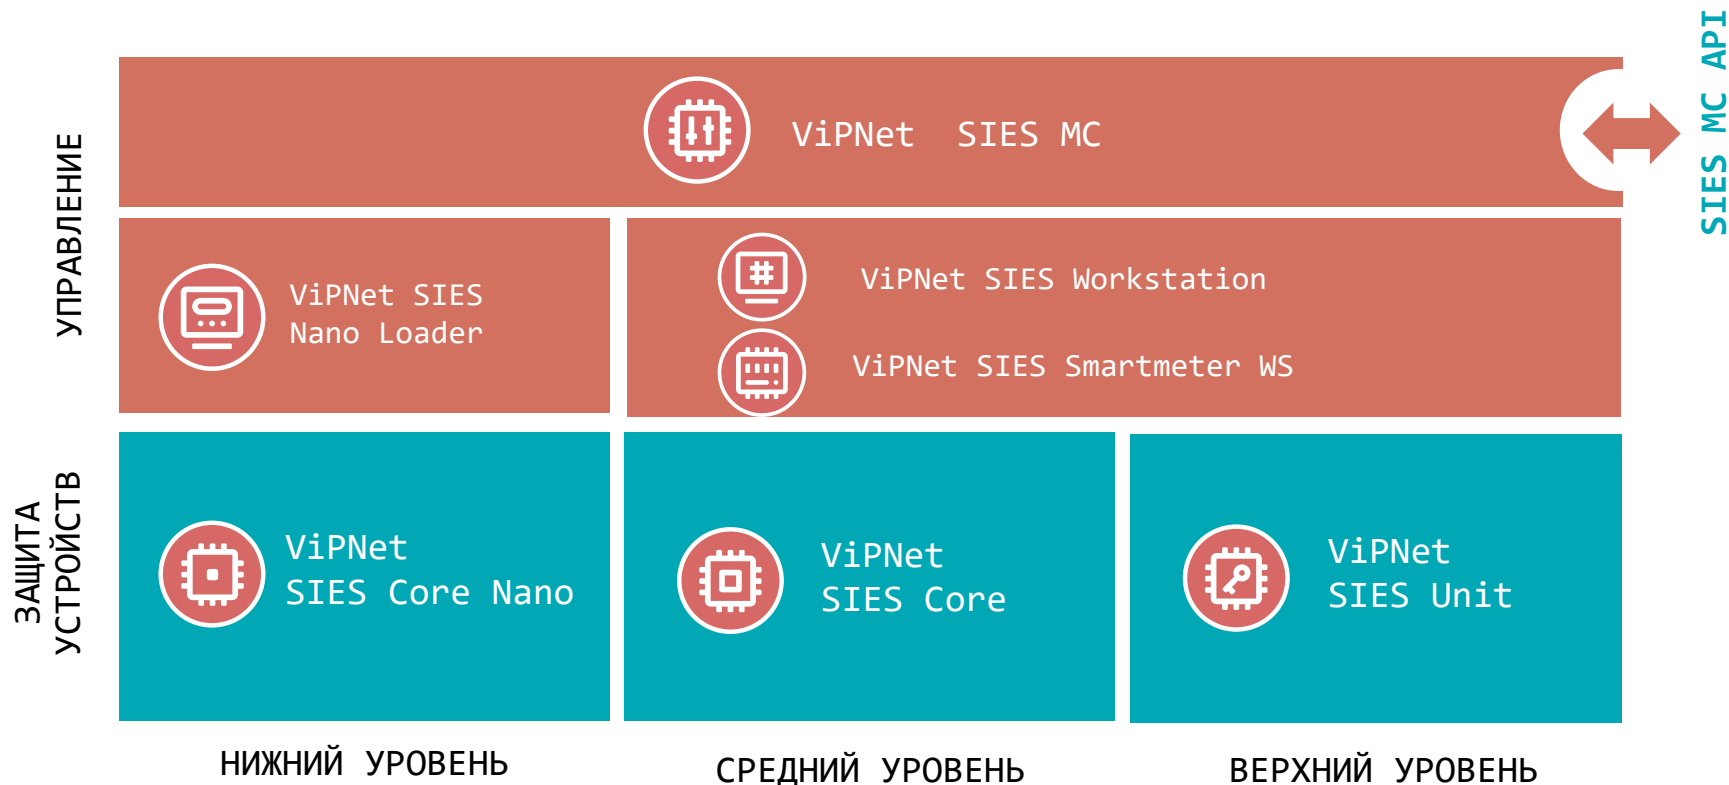 SIES MC API
УПРАВЛЕНИЕ
ViPNet SIES MC
ViPNet SIES
Nano Loader
ViPNet SIES Workstation
ViPNet SIES Smartmeter WS
ЗАЩИТА
УСТРОЙСТВ
ViPNet
SIES Core Nano
ViPNet
SIES Core
ViPNet
SIES Unit
НИЖНИЙ УРОВЕНЬ
СРЕДНИЙ УРОВЕНЬ
ВЕРХНИЙ УРОВЕНЬ